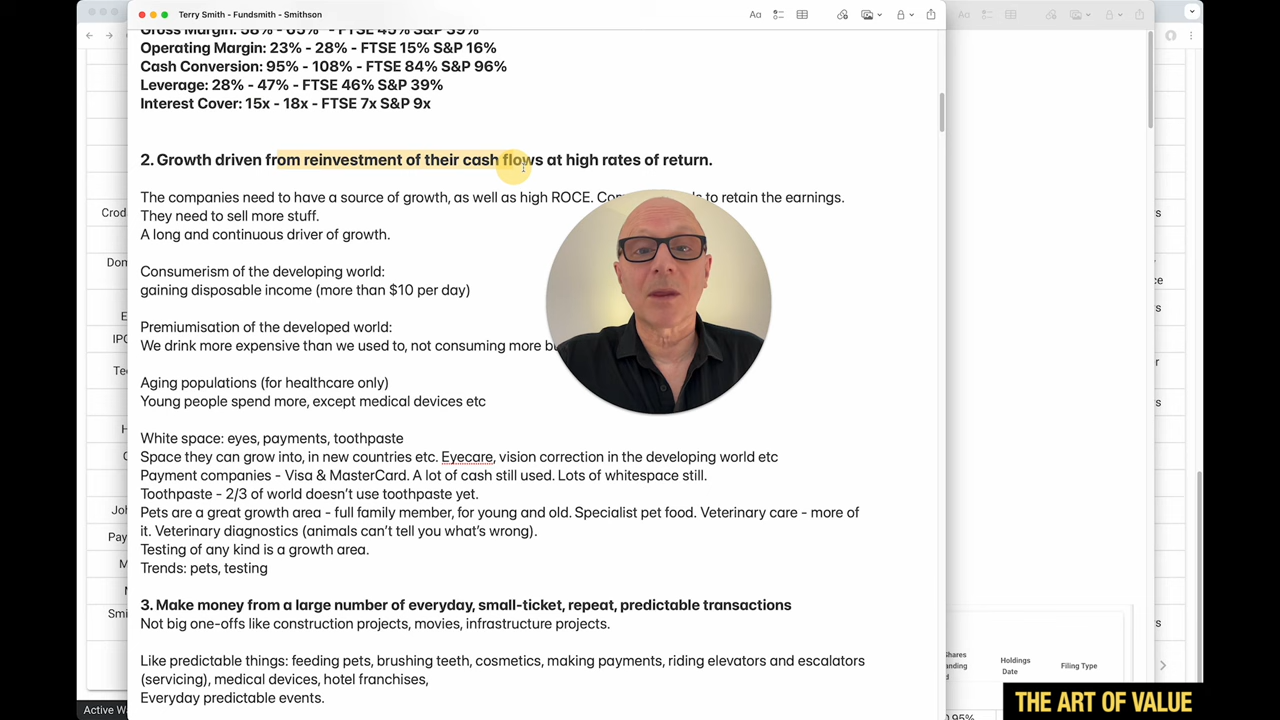 Terry Smith - Fundsmith - Smithson
Gross Margin: 58% - 65% - FTSE 45% S&P 39%
Operating Margin: 23% - 28% - FTSE 15% S&P 16%
Cash Conversion: 95% - 108% - FTSE 84% S&P 96%
Leverage: 28% - 47% - FTSE 46% S&P 39%
Interest Cover: 15x - 18x - FTSE 7x S&P 9x
2. Growth driven from reinvestment of their cash flows at high rates of return.
The companies need to have a source of growth, as well as high ROCE. to retain the earnings.
They need to sell more stuff.
A long and continuous driver of growth.
Consumerism of the developing world:
gaining disposable income (more than $10 per day)
Premiumisation of the developed world:
We drink more expensive than we used to, not consuming more
Aging populations (for healthcare only)
Young people spend more, except medical devices etc
White space: eyes, payments, toothpaste
Space they can grow into, in new countries etc. Eyecare, vision correction in the developing world etc
Payment companies - Visa & MasterCard. A lot of cash still used. Lots of whitespace still.
Toothpaste - 2/3 of world doesn't use toothpaste yet.
Pets are a great growth area - full family member, for young and old. Specialist pet food. Veterinary care - more of
it. Veterinary diagnostics (animals can't tell you what's wrong).
Testing of any kind is a growth area.
Trends: pets, testing
3. Make money from a large number of everyday, small-ticket, repeat, predictable transactions
Not big one-offs like construction projects, movies, infrastructure projects.
Like predictable things: feeding pets, brushing teeth, cosmetics, making payments, riding elevators and escalators
(servicing), medical devices, hotel franchises,
Everyday predictable events.
Holdings
Date
Filing Type
Shares
THE ART OF VALUE